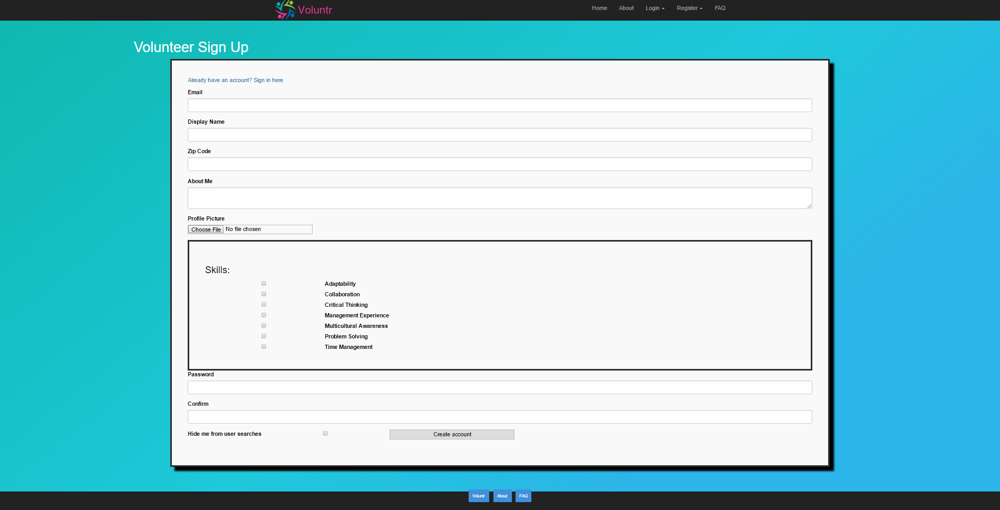 Voluntr
Home About Login Register FAQ
Volunteer Sign Up
Already have an account? Sign in here
Email
Display Name
Zip Code
About Me
Profile Picture
Choose File No file chosen
Skills:
Adaptability
Collaboration
Critical Thinking
Management Experience
Multicultural Awareness
Problem Solving
Time Management
Password
Confirm
Hide me from user searches Create account
Voluntr About FAQ